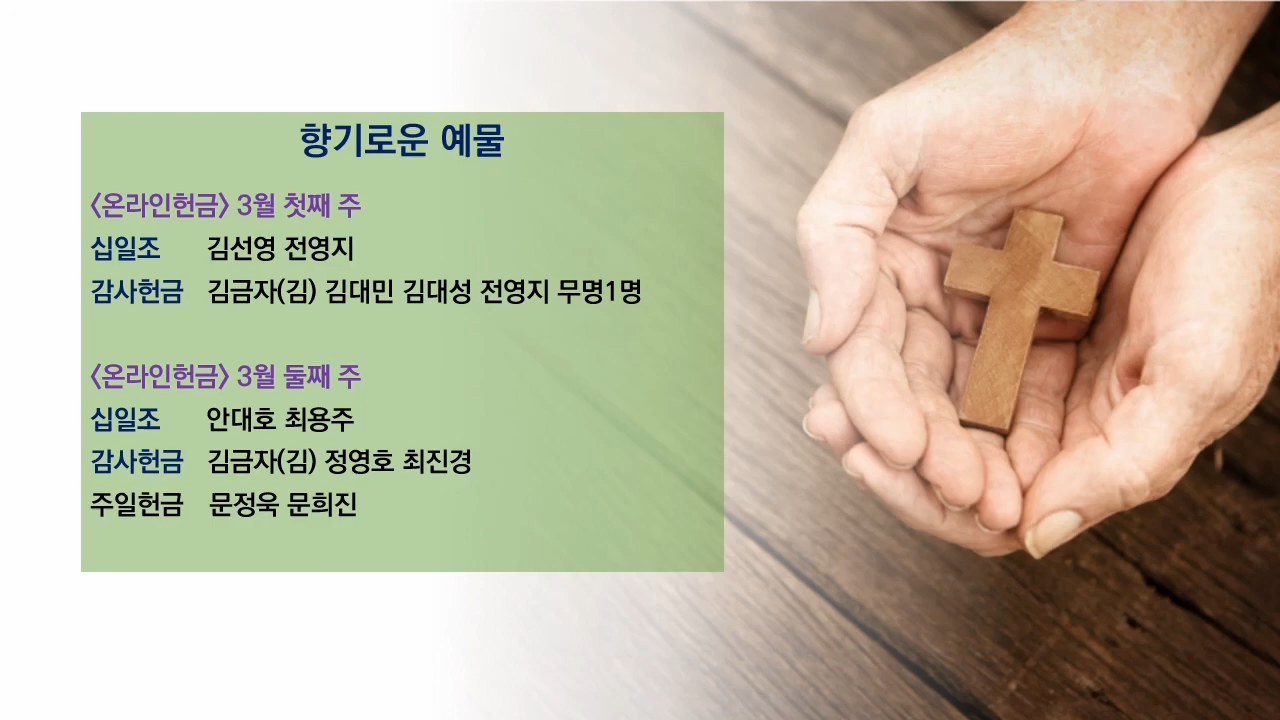 향기로운 예물
<온라인헌금> 3월 첫째 주
십일조 김선영 전영지
감사헌금 김금자(김) 김대민 김대성 전영지 무명1명
<온라인헌금> 3월 둘째 주
십일조 안대호 최용주
감사헌금 김금자(김) 정영호 최진경
주일헌금 문정욱 문희진